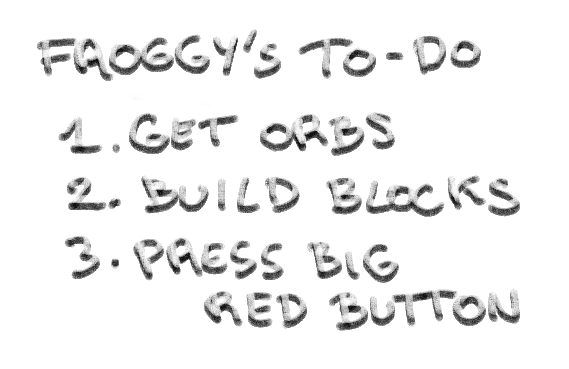 FROGGY's TO-DO
1. GET ORBS
2. BUILD BLOCKS
3. PRESS BIG
RED BUTTON